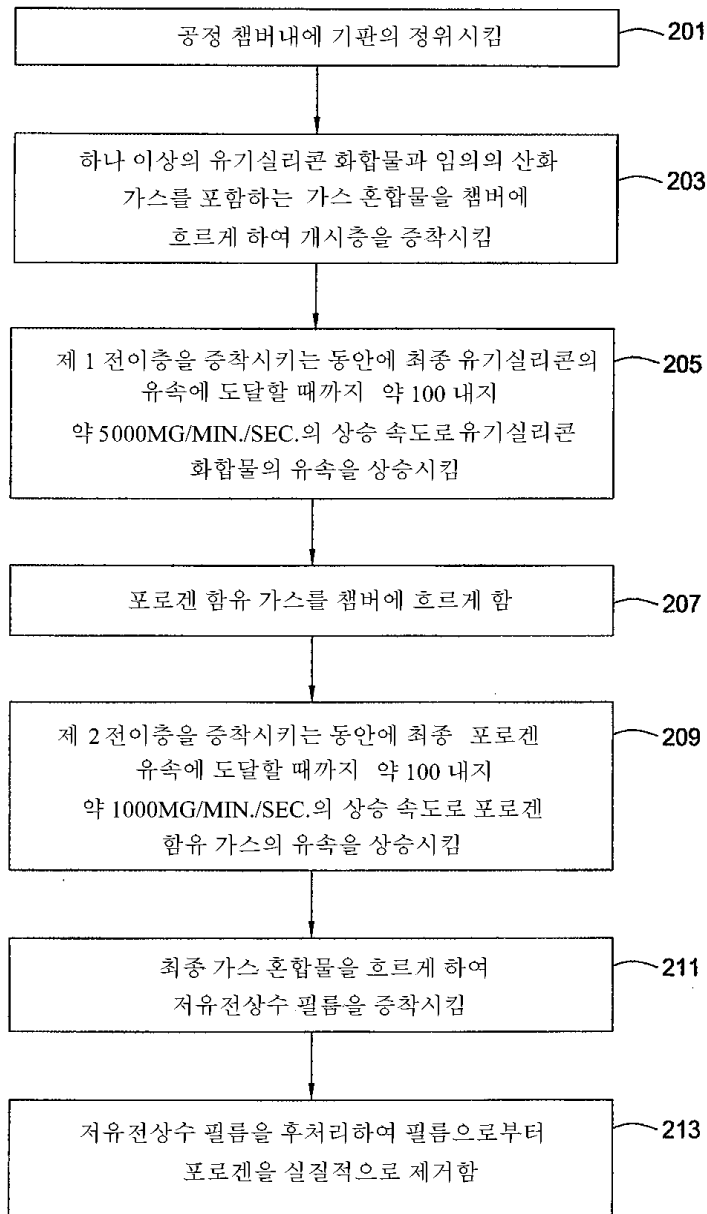 공정 챔버내에 기판의 정위시킴
201
하나 이상의 유기실리콘 화합물과 임의의 산화
가스를 포함하는 가스 혼합물을 챔버에
흐르게 하여 개시층을 증착시킴
203
제 1 전이층을 증착시키는 동안에 최종 유기실리콘의
유속에 도달할 때까지 약 100 내지
약 5000MG/MIN./SEC.의 상승 속도로유기실리콘
화합물의 유속을 상승시킴
205
포로겐 함유 가스를 챔버에 흐르게 함
207
제 2 전이층을 증착시키는 동안에 최종 포로겐
유속에 도달할 때까지 약 100 내지
약 1000MG/MIN./SEC.의 상승 속도로 포로겐
함유 가스의 유속을 상승시킴
209
최종 가스 혼합물을 흐르게 하여
저유전상수 필름을 증착시킴
211
저유전상수 필름을 후처리하여 필름으로부터
포로겐을 실질적으로 제거함
213